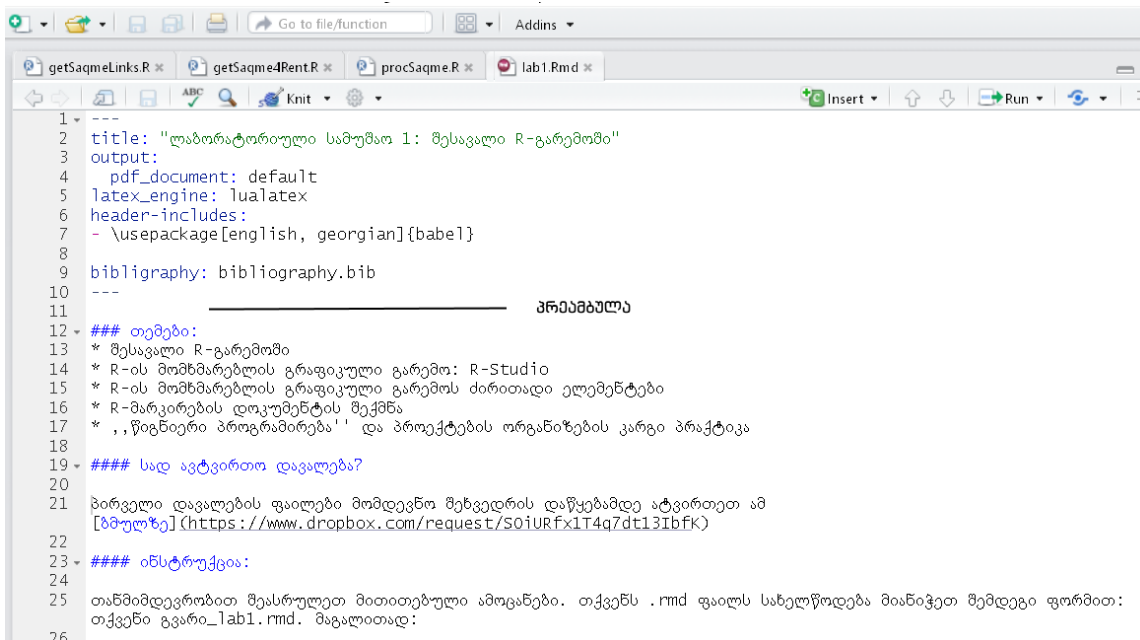 Go to file/function
Addins
getSaqmeLinks.R
getSaqme4Rent.R
procSaqme.R
lab1.Rmd
ABC
Knit
Insert
Run
1 ---
2 title: "ლაბორატორიული სამუშაო 1: შესავალი R-გარემოში"
3 output:
4 pdf_document: default
5 latex_engine: lualatex
6 header-includes:
7 - \usepackage[english, georgian]{babel}
8
9 bibligraphy: bibliography.bib
10 ---
11
პრეამბულა
12 ### თემები:
13 * შესავალი R-გარემოში
14 * R-ის მომხმარებლის გრაფიკული გარემო: R-Studio
15 * R-ის მომხმარებლის გრაფიკული გარემოს ძირითადი ელემენტები
16 * R-მარკირების დოკუმენტის შექმნა
17 * ,,წიგნიერი პროგრამირება'' და პროექტების ორგანიზების კარგი პრაქტიკა
18
19 #### სად ავტვირთო დავალება?
20
21 პირველი დავალების ფაილები მომდევნო შეხვედრის დაწყებამდე ატვირთეთ ამ
[ბმულზე](https://www.dropbox.com/request/SOiURfx1T4q7dt13IbfK)
22
23 #### ინსტრუქცია:
24
25 თანმიმდევრობით შეასრულეთ მითითებული ამოცანები. თქვენს .rmd ფაილს სახელწოდება მიანიჭეთ შემდეგი ფორმით:
თქვენი გვარი_lab1.rmd. მაგალითად:
26